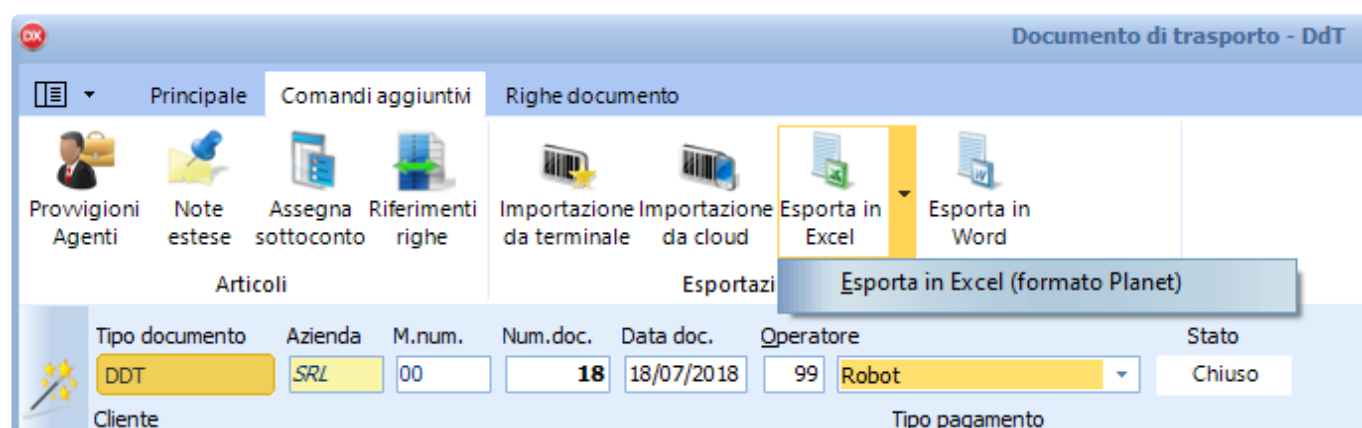 DX
Documento di trasporto - DdT
Principale Comandi aggiuntivi Righe documento
Provvigioni Agenti
Note estese
Assegna sottoconto
Riferimenti righe
Importazione da terminale
Importazione da cloud
Esporta in Excel
Esporta in Word
Articoli
Esportazi
Esporta in Excel (formato Planet)
Tipo documento Azienda M.num. Num.doc. Data doc. Operatore Stato
DDT SRL 00 18 18/07/2018 99 Robot Chiuso
Cliente Tipo pagamento